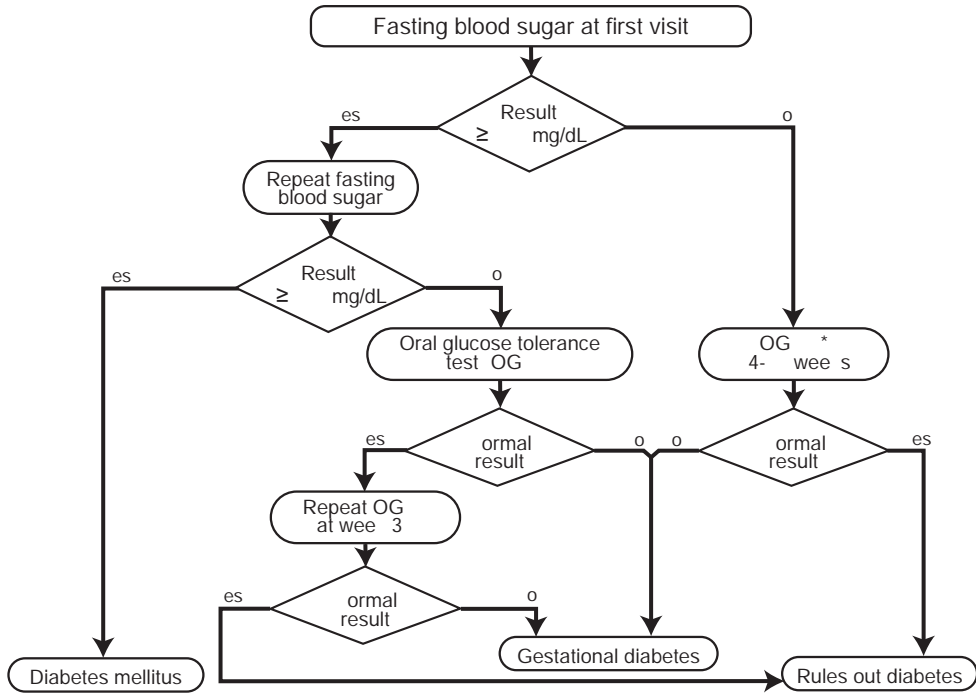 Fasting blood sugar at first visit
Result
≥ mg/dL
es
o
Repeat fasting
blood sugar
Result
≥ mg/dL
es
o
Oral glucose tolerance
test OG
OG *
4- wee s
ormal
result
es
o
ormal
result
o
es
Repeat OG
at wee 3
ormal
result
es
o
Diabetes mellitus
Gestational diabetes
Rules out diabetes